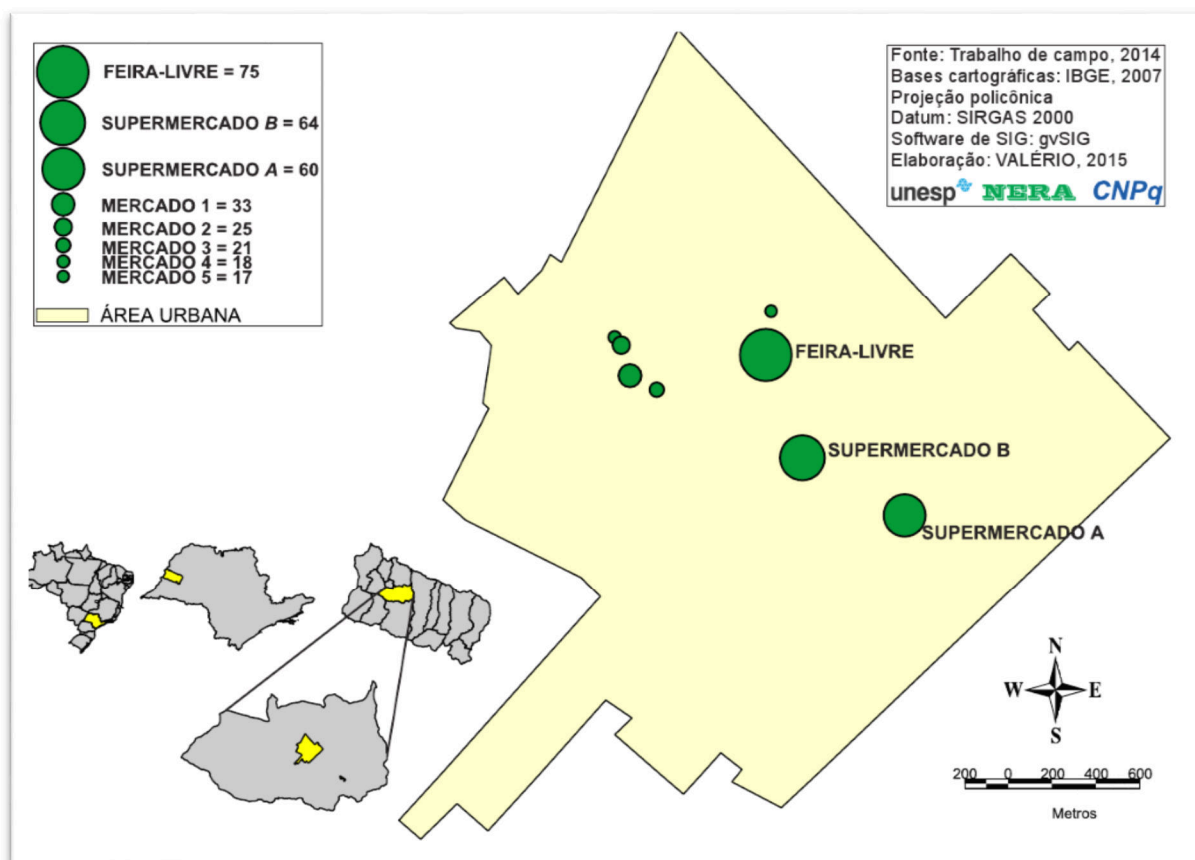 FEIRA-LIVRE = 75
SUPERMERCADO B = 64
SUPERMERCADO A = 60
MERCADO 1 = 33
MERCADO 2 = 25
MERCADO 3 = 21
MERCADO 4 = 18
MERCADO 5 = 17
ÁREA URBANA
Fonte: Trabalho de campo, 2014
Bases cartográficas: IBGE, 2007
Projeção policônica
Datum: SIRGAS 2000
Software de SIG: gvSIG
Elaboração: VALÉRIO, 2015
unesp NERA CNPq
FEIRA-LIVRE
SUPERMERCADO B
SUPERMERCADO A
N
W E
S
200 0 200 400 600
Metros